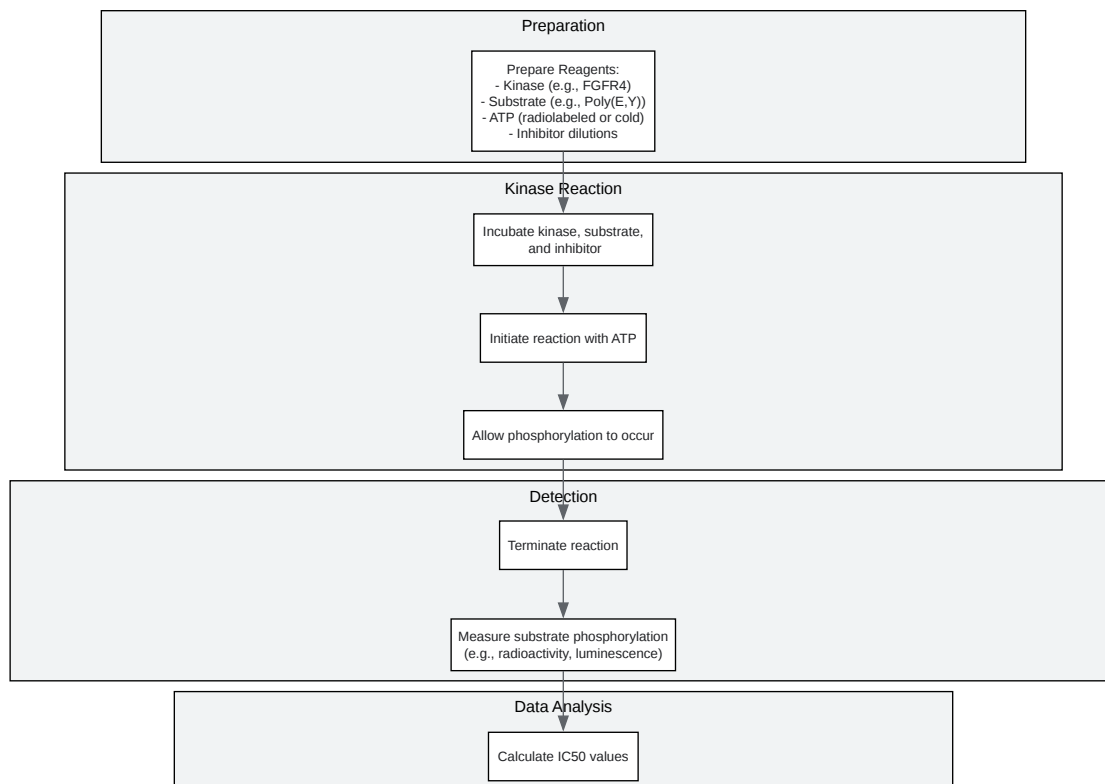 Preparation
Prepare Reagents:
- Kinase (e.g., FGFR4)
- Substrate (e.g., Poly(E,Y))
- ATP (radiolabeled or cold)
- Inhibitor dilutions
Kinase Reaction
Incubate kinase, substrate,
and inhibitor
Initiate reaction with ATP
Allow phosphorylation to occur
Detection
Terminate reaction
Measure substrate phosphorylation
(e.g., radioactivity, luminescence)
Data Analysis
Calculate IC50 values